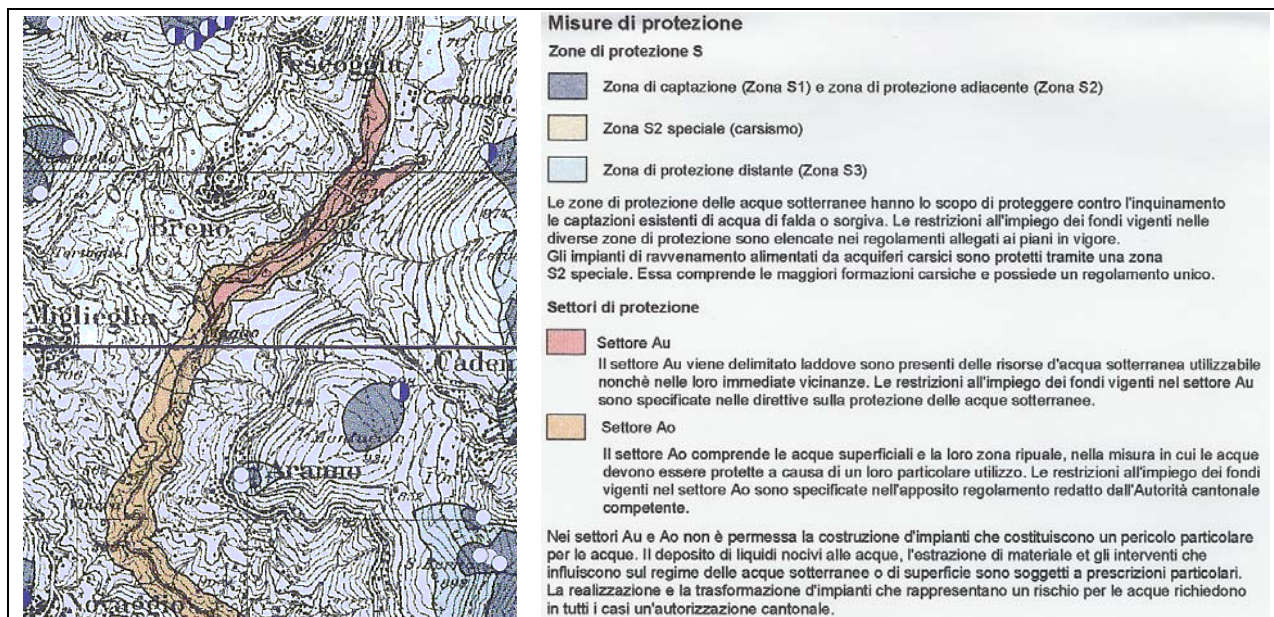 Fescoggia
Breno
Miglieglia
Caden
Aranno
Novaggio
Misure di protezione
Zone di protezione S
Zona di captazione (Zona S1) e zona di protezione adiacente (Zona S2)
Zona S2 speciale (carsismo)
Zona di protezione distante (Zona S3)
Le zone di protezione delle acque sotterranee hanno lo scopo di proteggere contro l'inquinamento
le captazioni esistenti di acqua di falda o sorgiva. Le restrizioni all'impiego dei fondi vigenti nelle
diverse zone di protezione sono elencate nei regolamenti allegati ai piani in vigore.
Gli impianti di ravvenamento alimentati da acquiferi carsici sono protetti tramite una zona
S2 speciale. Essa comprende le maggiori formazioni carsiche e possiede un regolamento unico.
Settori di protezione
Settore Au
Il settore Au viene delimitato laddove sono presenti delle risorse d'acqua sotterranea utilizzabile
nonchè nelle loro immediate vicinanze. Le restrizioni all'impiego dei fondi vigenti nel settore Au
sono specificate nelle direttive sulla protezione delle acque sotterranee.
Settore Ao
Il settore Ao comprende le acque superficiali e la loro zona ripuale, nella misura in cui le acque
devono essere protette a causa di un loro particolare utilizzo. Le restrizioni all'impiego dei fondi
vigenti nel settore Ao sono specificate nell'apposito regolamento redatto dall'Autorità cantonale
competente.
Nei settori Au e Ao non è permessa la costruzione d'impianti che costituiscono un pericolo particolare
per le acque. Il deposito di liquidi nocivi alle acque, l'estrazione di materiale et gli interventi che
influiscono sul regime delle acque sotterranee o di superficie sono soggetti a prescrizioni particolari.
La realizzazione e la trasformazione d'impianti che rappresentano un rischio per le acque richiedono
in tutti i casi un'autorizzazione cantonale.